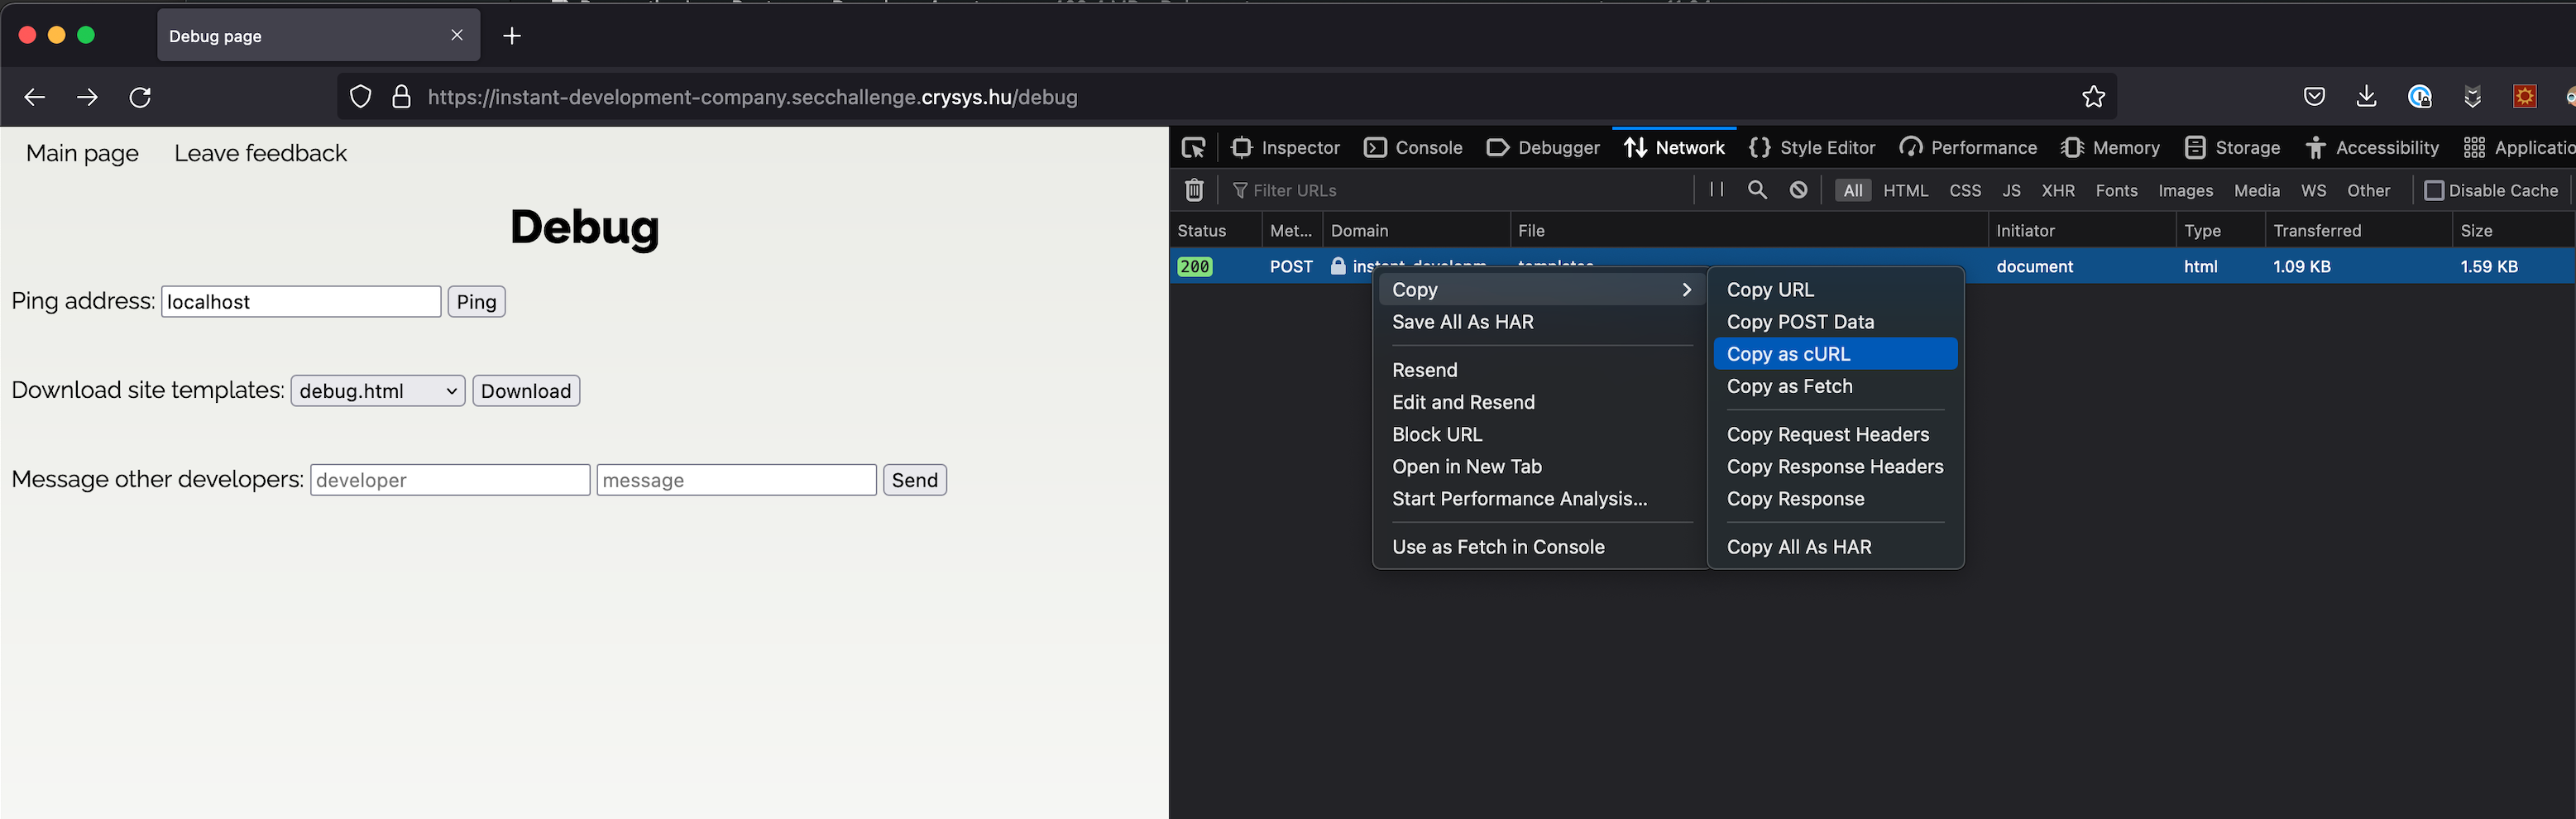 Debug page
https://instant-development-company.secchallenge.crysys.hu/debug
Main page Leave feedback
Debug
Ping address: localhost Ping
Download site templates: debug.html Download
Message other developers: developer message Send
Inspector Console Debugger Network Style Editor Performance Memory Storage Accessibility Applicatio
Filter URLs All HTML CSS JS XHR Fonts Images Media WS Other Disable Cache
Status Met... Domain File Initiator Type Transferred Size
200 POST document html 1.09 KB 1.59 KB
Copy
Save All As HAR
Resend
Edit and Resend
Block URL
Open in New Tab
Start Performance Analysis...
Use as Fetch in Console
Copy URL
Copy POST Data
Copy as cURL
Copy as Fetch
Copy Request Headers
Copy Response Headers
Copy Response
Copy All As HAR